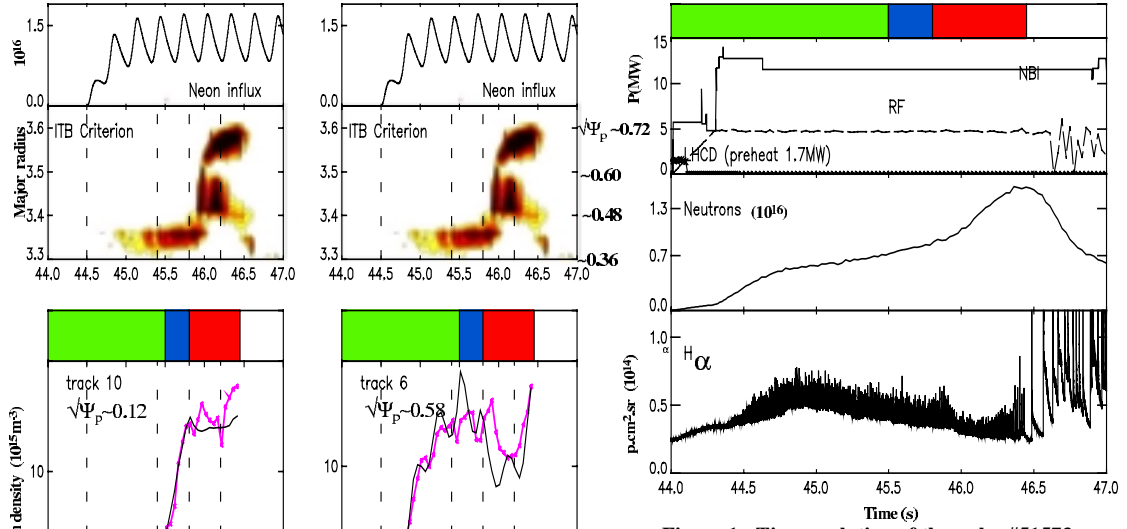 10¹⁶
1.5
0.0
Neon influx
1.5
0.0
Neon influx
Major radius
3.6
3.5
3.4
3.3
ITB Criterion
44.0 44.5 45.0 45.5 46.0 46.5 47.0
3.6
3.5
3.4
3.3
ITB Criterion
44.0 44.5 45.0 45.5 46.0 46.5 47.0
√Ψₚ~0.72
~0.60
~0.48
~0.36
density (10¹⁵m⁻³)
10
track 10
√Ψₚ~0.12
10
track 6
√Ψₚ~0.58
P(MW)
15
10
5
0
NBI
RF
LHCD (preheat 1.7MW)
1.3
0.7
0.0
Neutrons (10¹⁶)
p.cm².sr (10¹⁴)
1.0
0.5
0.0
α
Hα
44.0 44.5 45.0 45.5 46.0 46.5 47.0
Time (s)